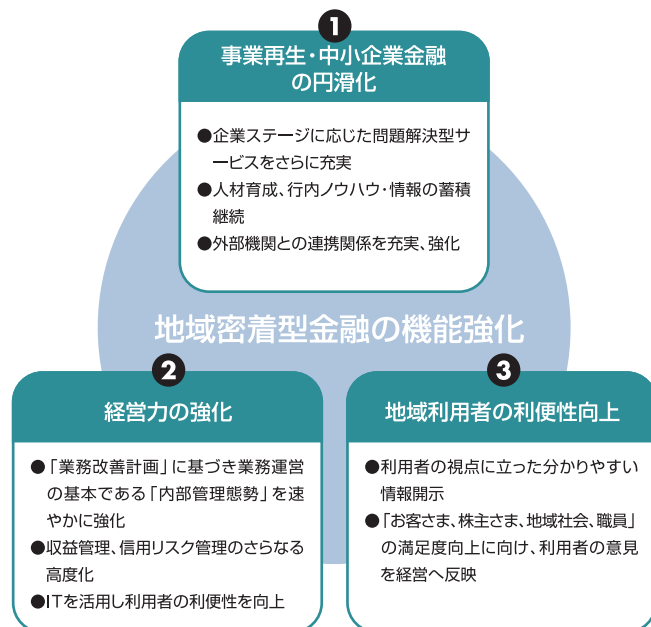 1
事業再生・中小企業金融
の円滑化
●企業ステージに応じた問題解決型サ
ービスをさらに充実
●人材育成、行内ノウハウ・情報の蓄積
継続
●外部機関との連携関係を充実、強化
地域密着型金融の機能強化
2
経営力の強化
●「業務改善計画」に基づき業務運営
の基本である「内部管理態勢」を速
やかに強化
●収益管理、信用リスク管理のさらなる
高度化
●ITを活用し利用者の利便性を向上
3
地域利用者の利便性向上
●利用者の視点に立った分かりやすい
情報開示
●「お客さま、株主さま、地域社会、職員」
の満足度向上に向け、利用者の意見
を経営へ反映